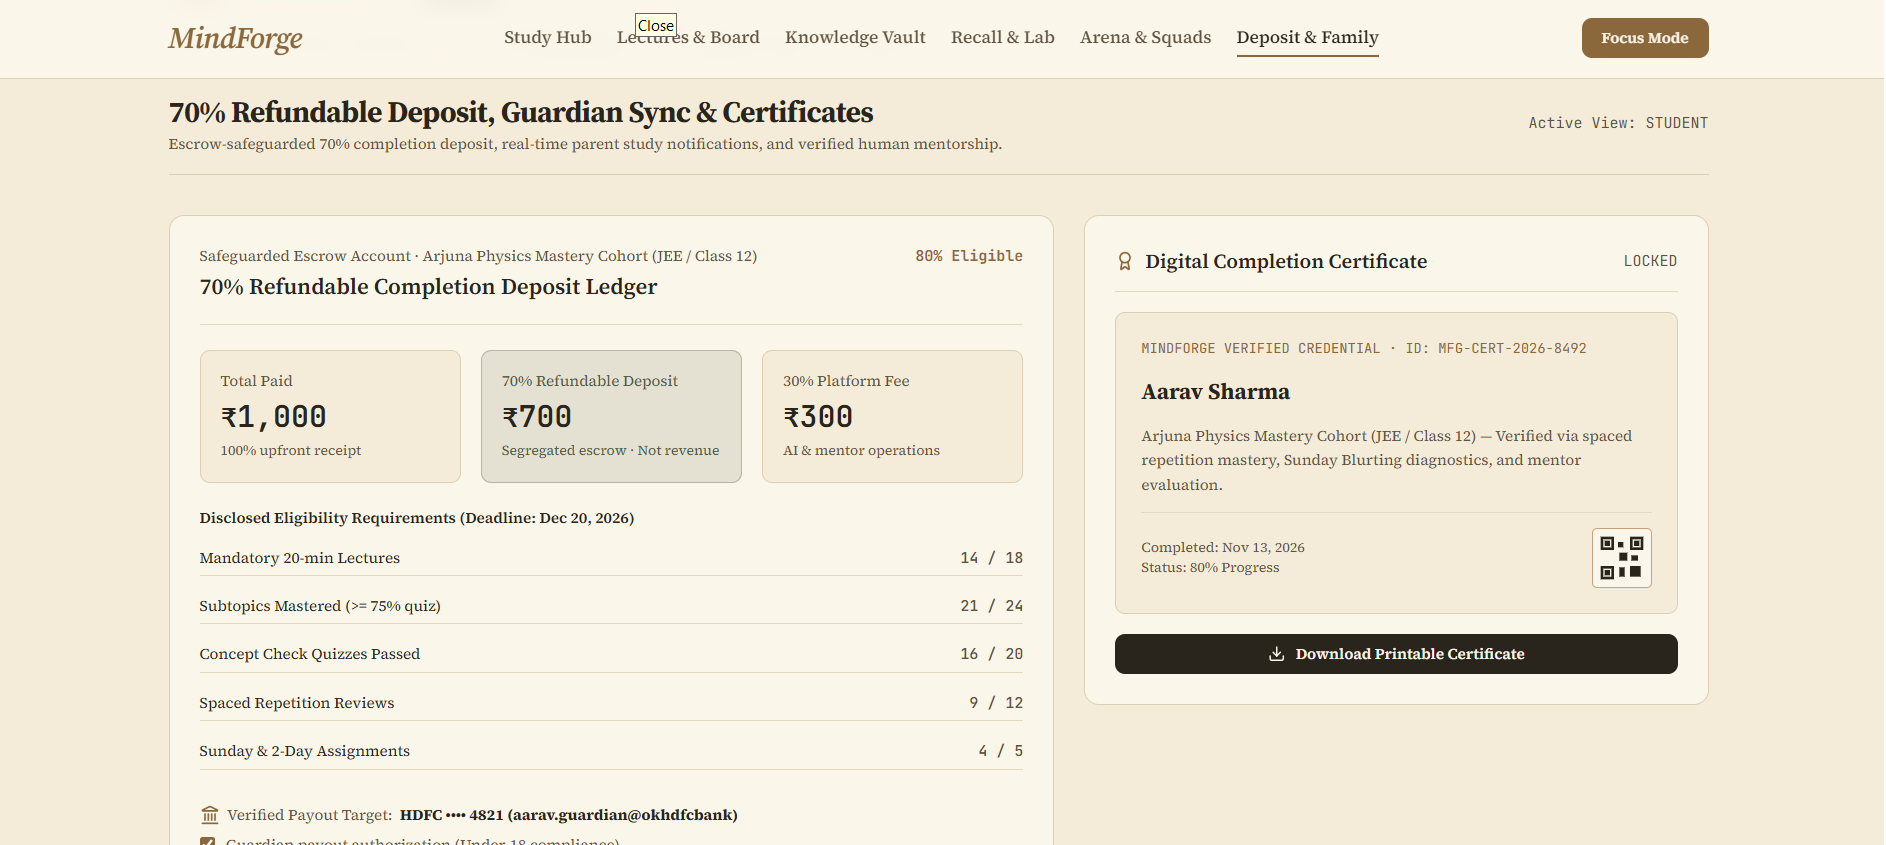 MindForge
Study Hub
Lectures & Board
Close
Knowledge Vault
Recall & Lab
Arena & Squads
Deposit & Family
Focus Mode
70% Refundable Deposit, Guardian Sync & Certificates
Escrow-safeguarded 70% completion deposit, real-time parent study notifications, and verified human mentorship.
Active View: STUDENT
Safeguarded Escrow Account · Arjuna Physics Mastery Cohort (JEE / Class 12)
80% Eligible
70% Refundable Completion Deposit Ledger
Total Paid
₹1,000
100% upfront receipt
70% Refundable Deposit
₹700
Segregated escrow · Not revenue
30% Platform Fee
₹300
AI & mentor operations
Disclosed Eligibility Requirements (Deadline: Dec 20, 2026)
Mandatory 20-min Lectures 14 / 18
Subtopics Mastered (>= 75% quiz) 21 / 24
Concept Check Quizzes Passed 16 / 20
Spaced Repetition Reviews 9 / 12
Sunday & 2-Day Assignments 4 / 5
Verified Payout Target: HDFC •••• 4821 (aarav.guardian@okhdfcbank)
Guardian payout authorization (Under 18 compliance)
Digital Completion Certificate
LOCKED
MINDFORGE VERIFIED CREDENTIAL · ID: MFG-CERT-2026-8492
Aarav Sharma
Arjuna Physics Mastery Cohort (JEE / Class 12) — Verified via spaced
repetition mastery, Sunday Blurting diagnostics, and mentor
evaluation.
Completed: Nov 13, 2026
Status: 80% Progress
Download Printable Certificate